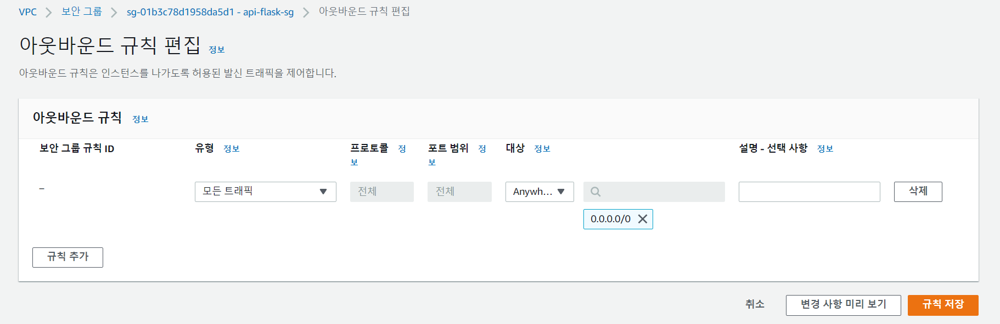 VPC > 보안 그룹 > sg-01b3c78d1958da5d1 - api-flask-sg > 아웃바운드 규칙 편집
아웃바운드 규칙 편집 정보
아웃바운드 규칙은 인스턴스를 나가도록 허용된 발신 트래픽을 제어합니다.
아웃바운드 규칙 정보
보안 그룹 규칙 ID
유형 정보
프로토콜 정
보
포트 범위 정
보
대상 정보
설명 - 선택 사항 정보
–
모든 트래픽
전체
전체
Anywh...
삭제
0.0.0.0/0
규칙 추가
취소
변경 사항 미리 보기
규칙 저장